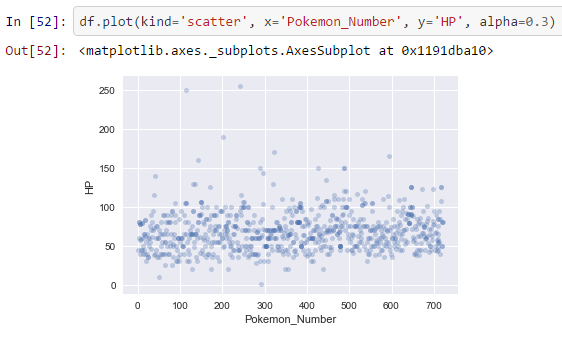 In [52]: df.plot(kind='scatter', x='Pokemon_Number', y='HP', alpha=0.3)
Out[52]: <matplotlib.axes._subplots.AxesSubplot at 0x1191dba10>
250
200
150
HP
100
50
0
0 100 200 300 400 500 600 700
Pokemon_Number